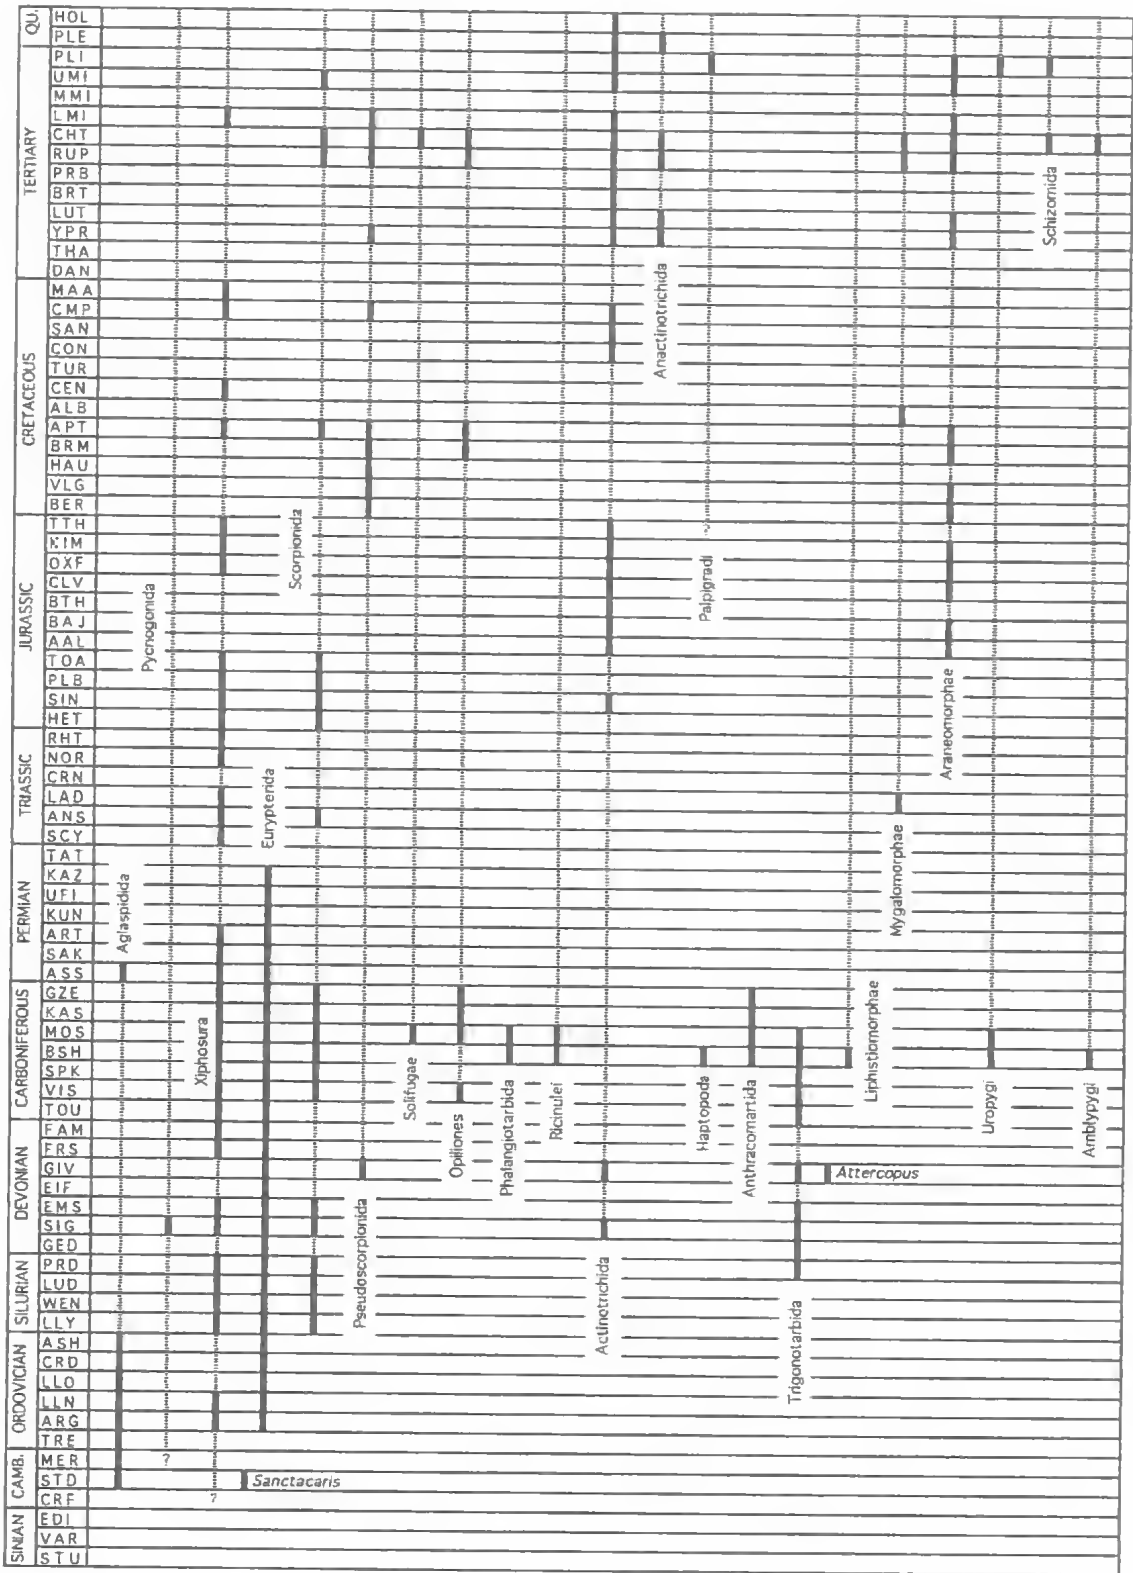 QU.
HOL
PLE
TERTIARY
PLI
UMI
MMI
LMI
CHT
RUP
PRB
BRT
LUT
YPR
THA
DAN
CRETACEOUS
MAA
CMP
SAN
CON
TUR
CEN
ALB
APT
BRM
HAU
VLG
BER
JURASSIC
TTH
KIM
OXF
CLV
BTH
BAJ
AAL
TOA
PLB
SIN
HET
TRIASSIC
RHT
NOR
CRN
LAD
ANS
SCY
PERMIAN
TAT
KAZ
UFI
KUN
ART
SAK
ASS
CARBONIFEROUS
GZE
KAS
MOS
BSH
SPK
VIS
TOU
DEVONIAN
FAM
FRS
GIV
EIF
EMS
SIG
GED
SILURIAN
PRD
LUD
WEN
LLY
ORDOVICIAN
ASH
CRD
LLO
LLN
ARG
TRE
CAMB.
MER
STD
CRF
SINIAN
EDI
VAR
STU
Aglaspidida
Pycnogonida
?
Xiphosura
?
Sanctacaris
Eurypterida
Scorpionida
Pseudoscorpionida
Solifugae
Opiliones
Phalangiotarbida
Ricinulei
Actinotrichida
Anactinotrichida
Palpigradi
Haptopoda
Anthracomartida
Trigonotarbida
Attercopus
Liphistiomorphae
Mygalomorphae
Araneomorphae
Uropygi
Schizomida
Amblypygi